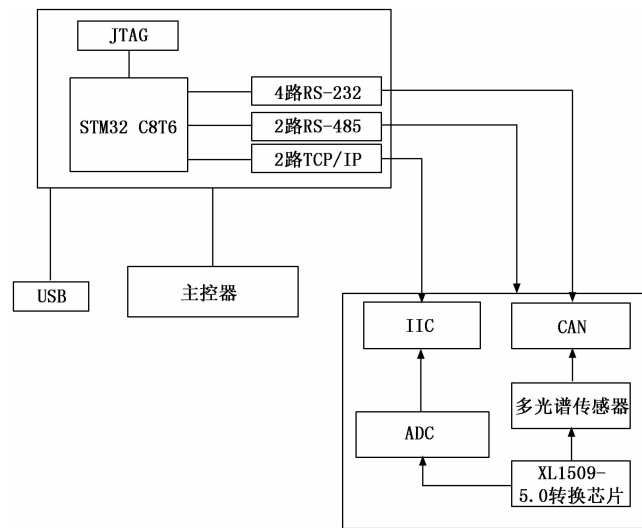 JTAG
STM32 C8T6
4路RS-232
2路RS-485
2路TCP/IP
USB
主控器
IIC
CAN
ADC
多光谱传感器
XL1509-
5.0转换芯片